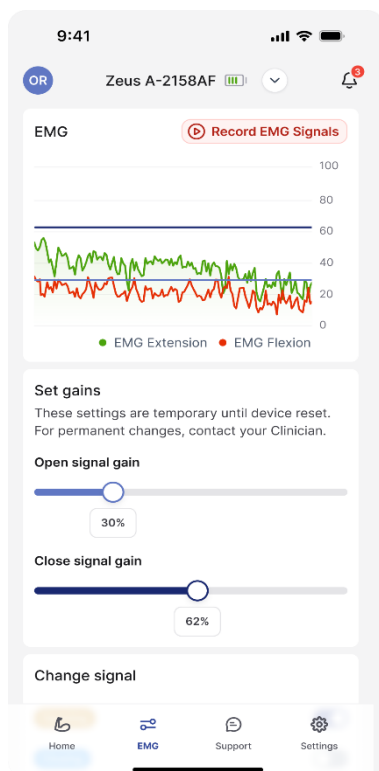 9:41
OR
Zeus A-2158AF
3
EMG
Record EMG Signals
100
80
60
40
20
0
EMG Extension
EMG Flexion
Set gains
These settings are temporary until device reset.
For permanent changes, contact your Clinician.
Open signal gain
30%
Close signal gain
62%
Change signal
Home
EMG
Support
Settings